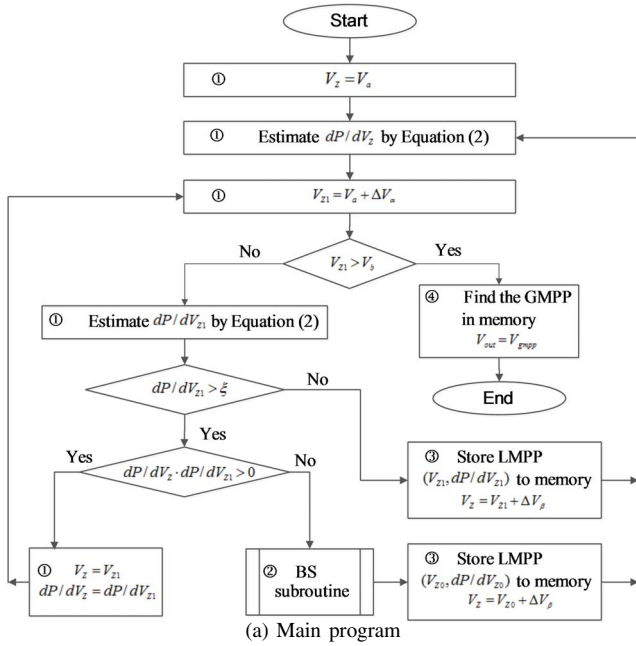 Start
① V_Z = V_a
① Estimate dP/dV_Z by Equation (2)
① V_Z1 = V_a + ΔV_α
V_Z1 > V_b
No
Yes
① Estimate dP/dV_Z1 by Equation (2)
④ Find the GMPP
in memory
V_out = V_gmpp
dP/dV_Z1 > ξ
No
End
Yes
Yes
dP/dV_Z · dP/dV_Z1 > 0
No
③ Store LMPP
(V_Z1, dP/dV_Z1) to memory
V_Z = V_Z1 + ΔV_β
① V_Z = V_Z1
dP/dV_Z = dP/dV_Z1
② BS
subroutine
③ Store LMPP
(V_Z0, dP/dV_Z0) to memory
V_Z = V_Z0 + ΔV_β
(a) Main program